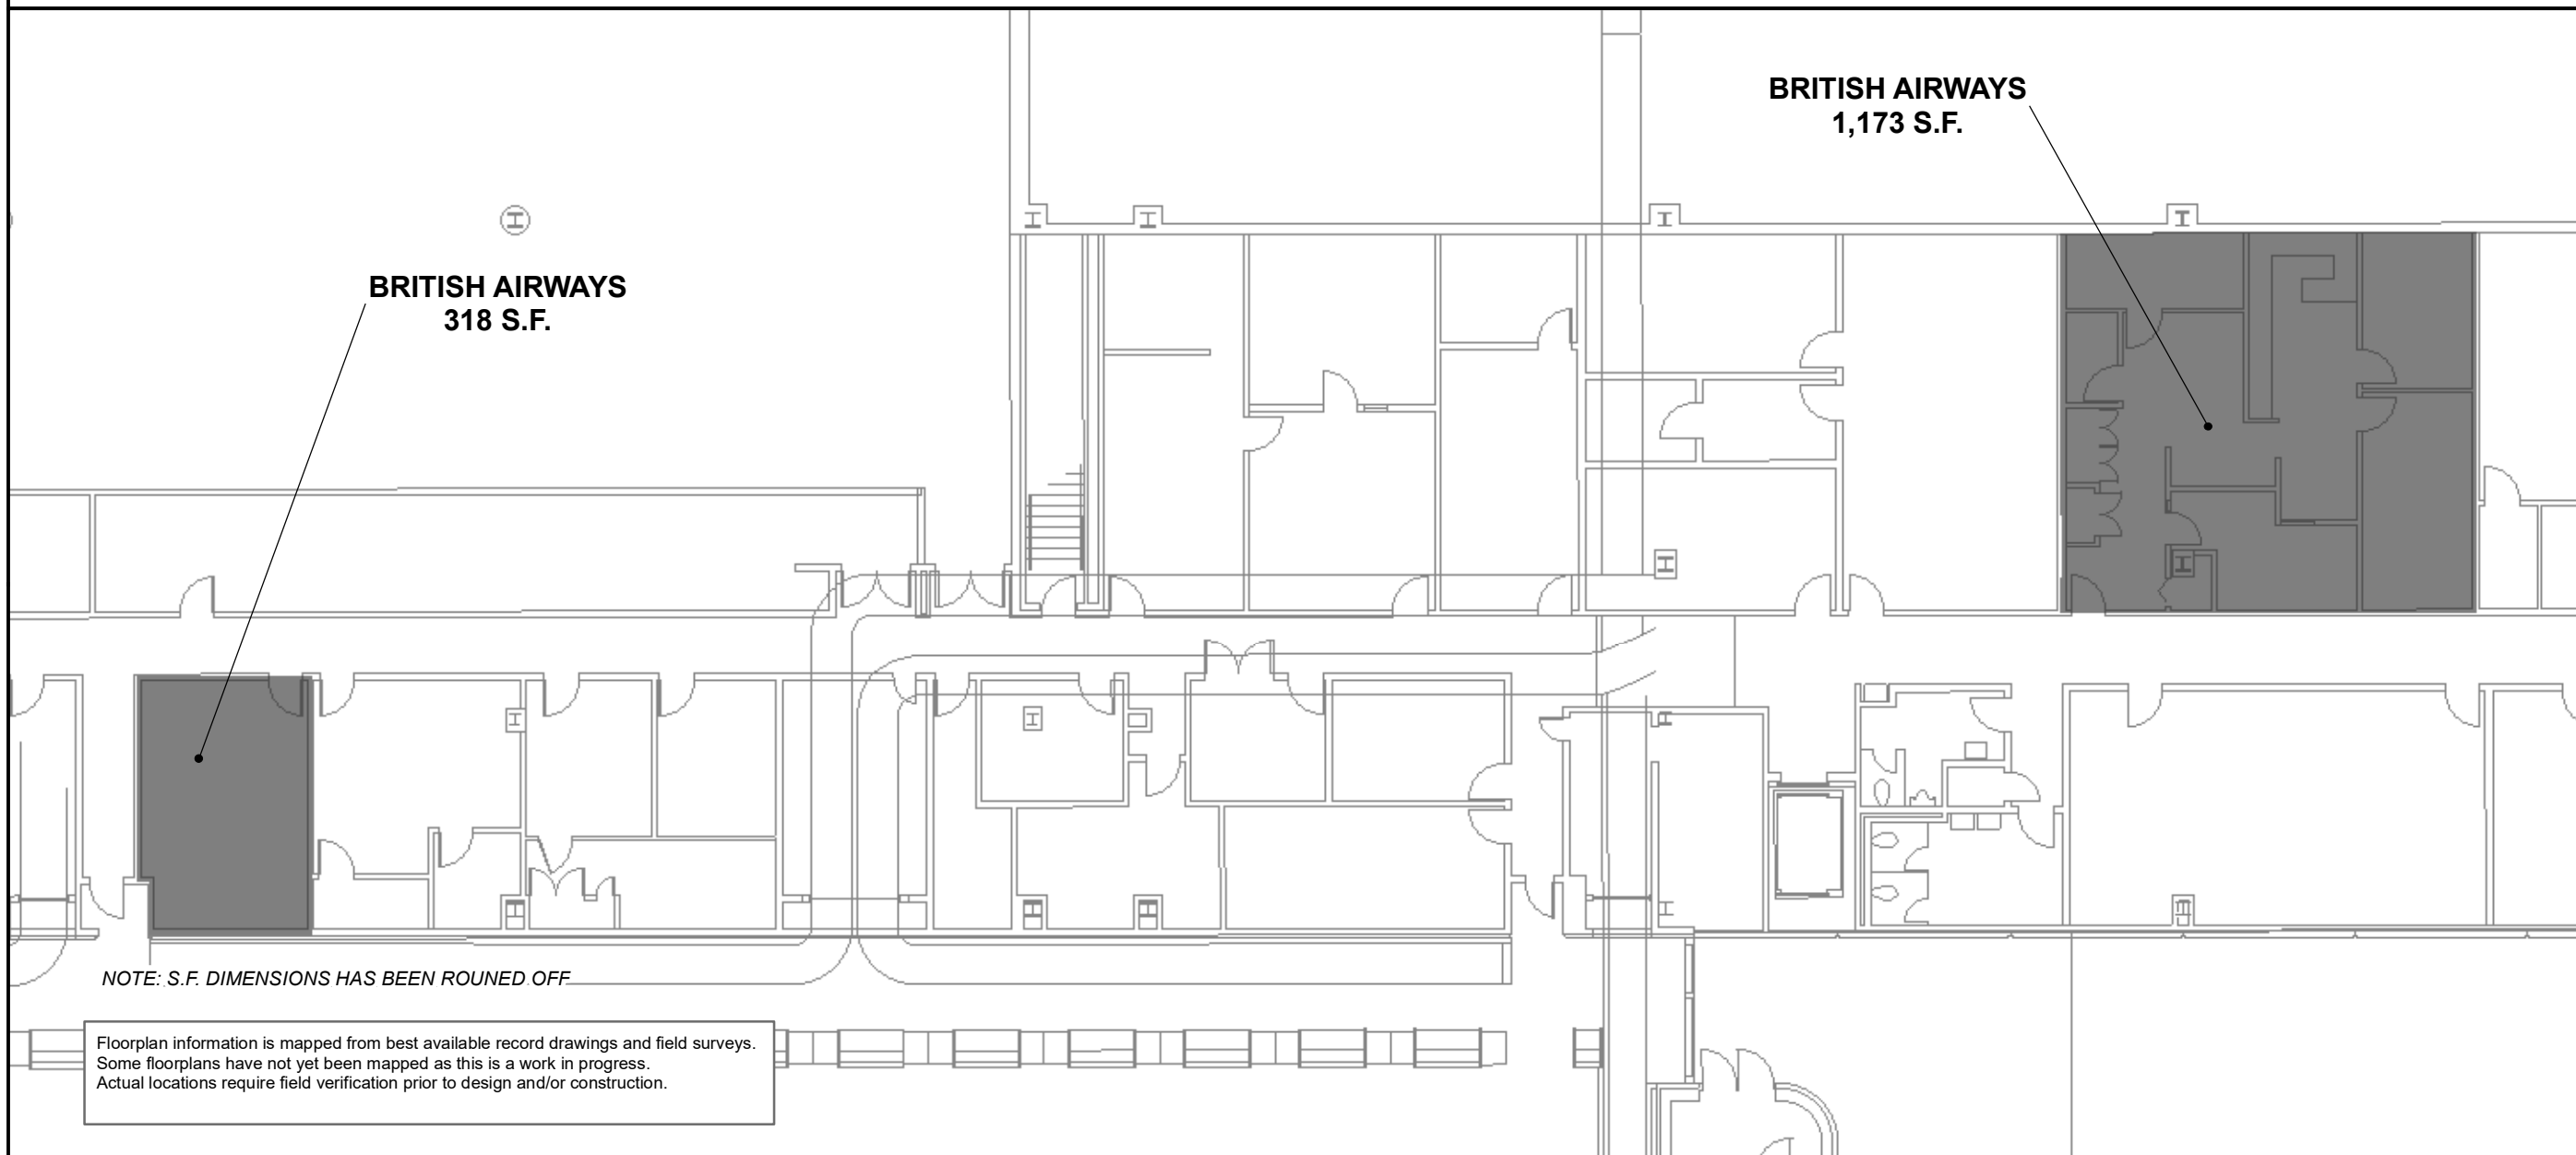 BRITISH AIRWAYS
1,173 S.F.
BRITISH AIRWAYS
318 S.F.
NOTE: S.F. DIMENSIONS HAS BEEN ROUNED OFF
Floorplan information is mapped from best available record drawings and field surveys.
Some floorplans have not yet been mapped as this is a work in progress.
Actual locations require field verification prior to design and/or construction.